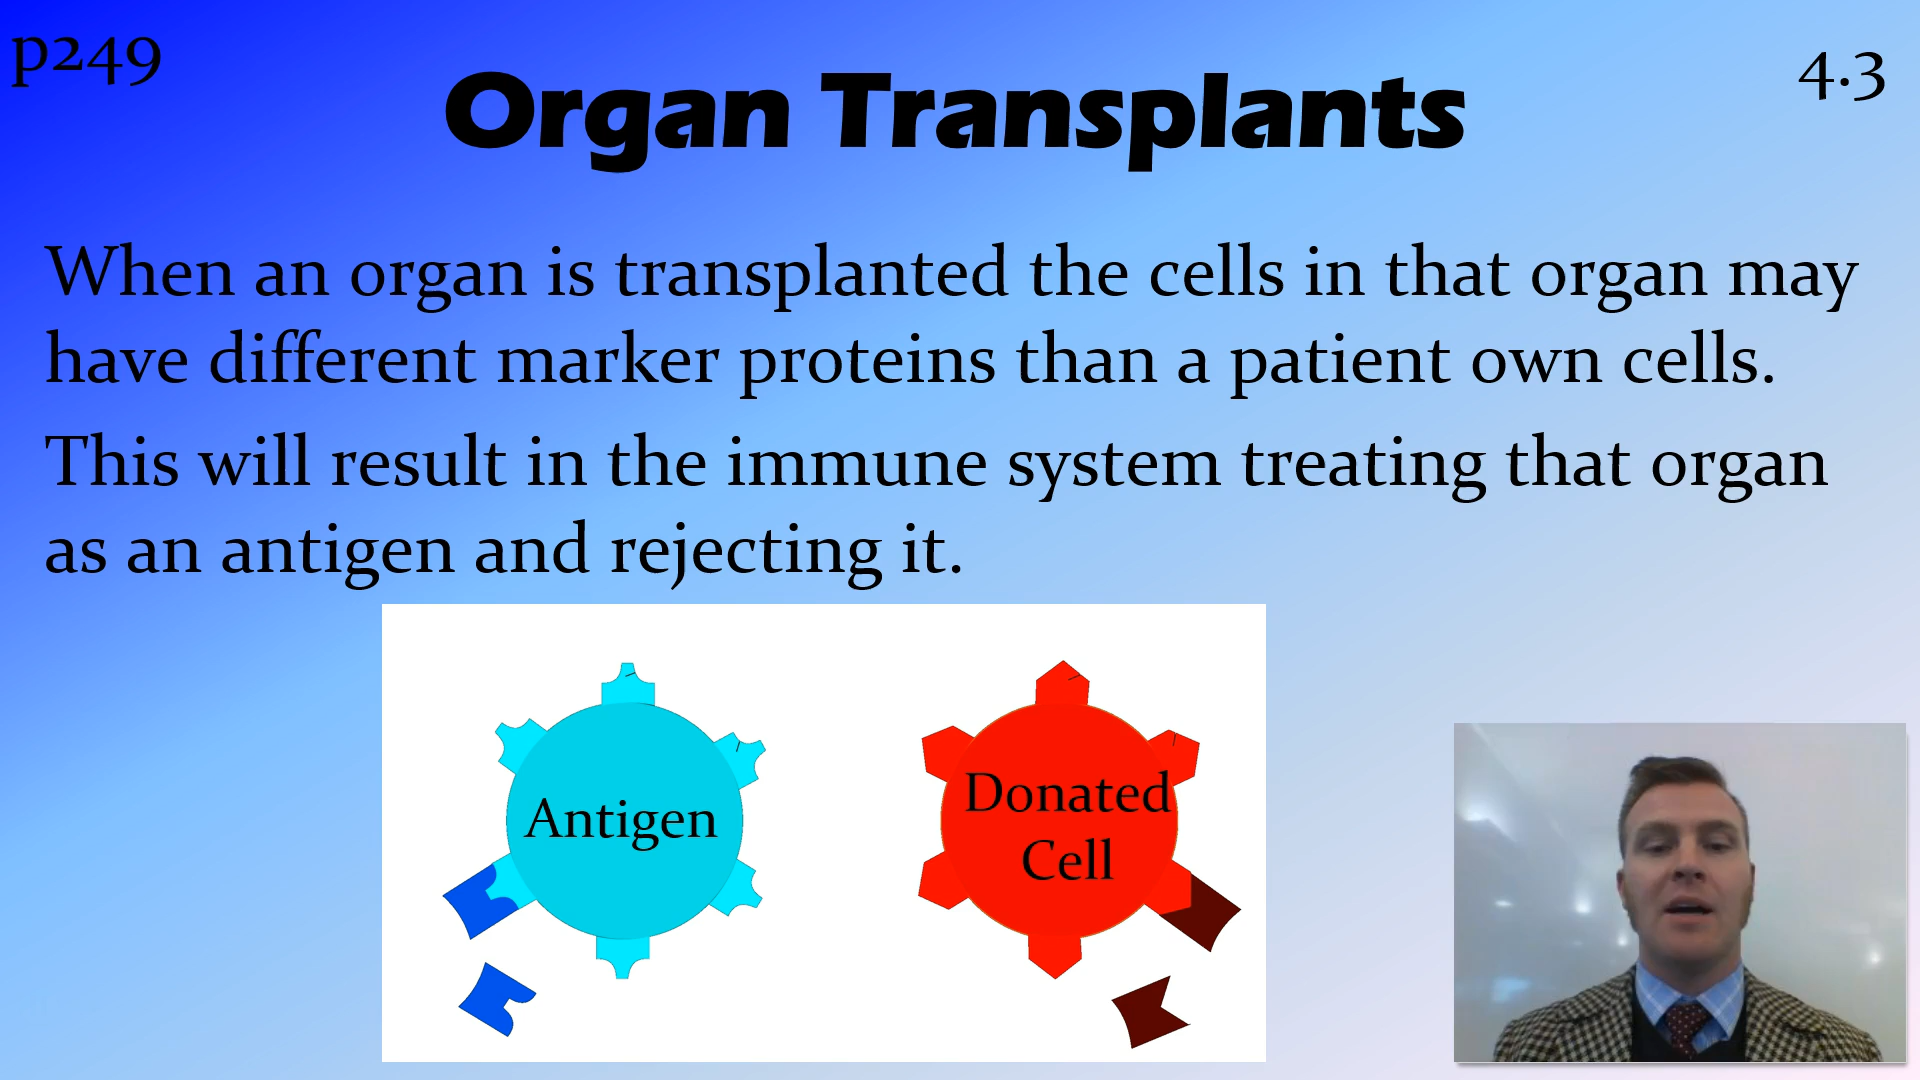 p249
4.3
Organ Transplants
When an organ is transplanted the cells in that organ may
have different marker proteins than a patient own cells.
This will result in the immune system treating that organ
as an antigen and rejecting it.
Antigen
Donated
Cell